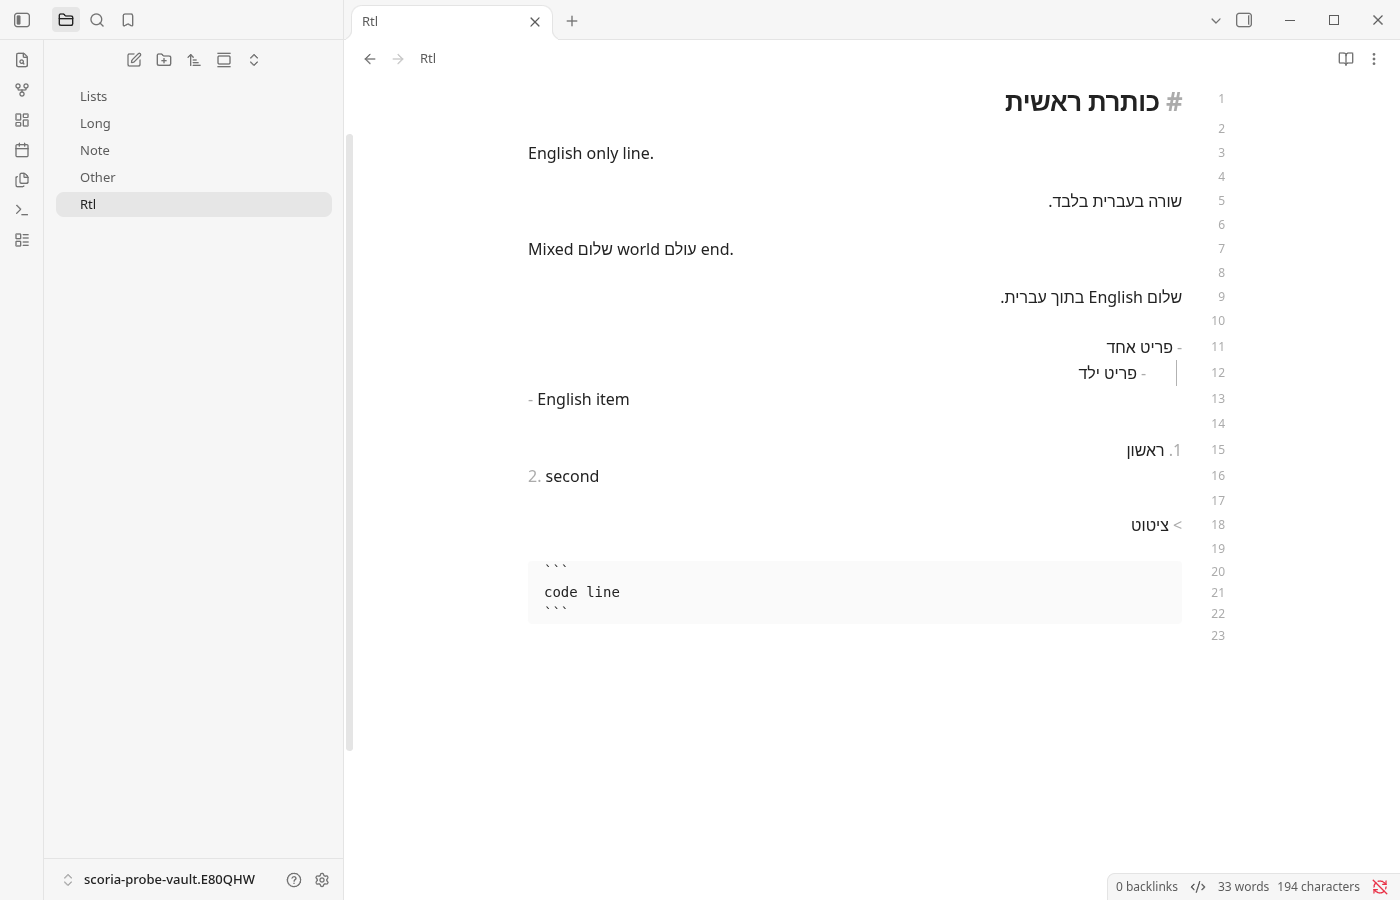 Rtl
Rtl
Lists
Long
Note
Other
Rtl
# כותרת ראשית 1
2
English only line. 3
4
שורה בעברית בלבד. 5
6
Mixed שלום world עולם end. 7
8
שלום English בתוך עברית. 9
10
- פריט אחד 11
- פריט ילד 12
- English item 13
14
1. ראשון 15
2. second 16
17
> ציטוט 18
19
``` 20
code line 21
``` 22
23
scoria-probe-vault.E80QHW
0 backlinks 33 words 194 characters